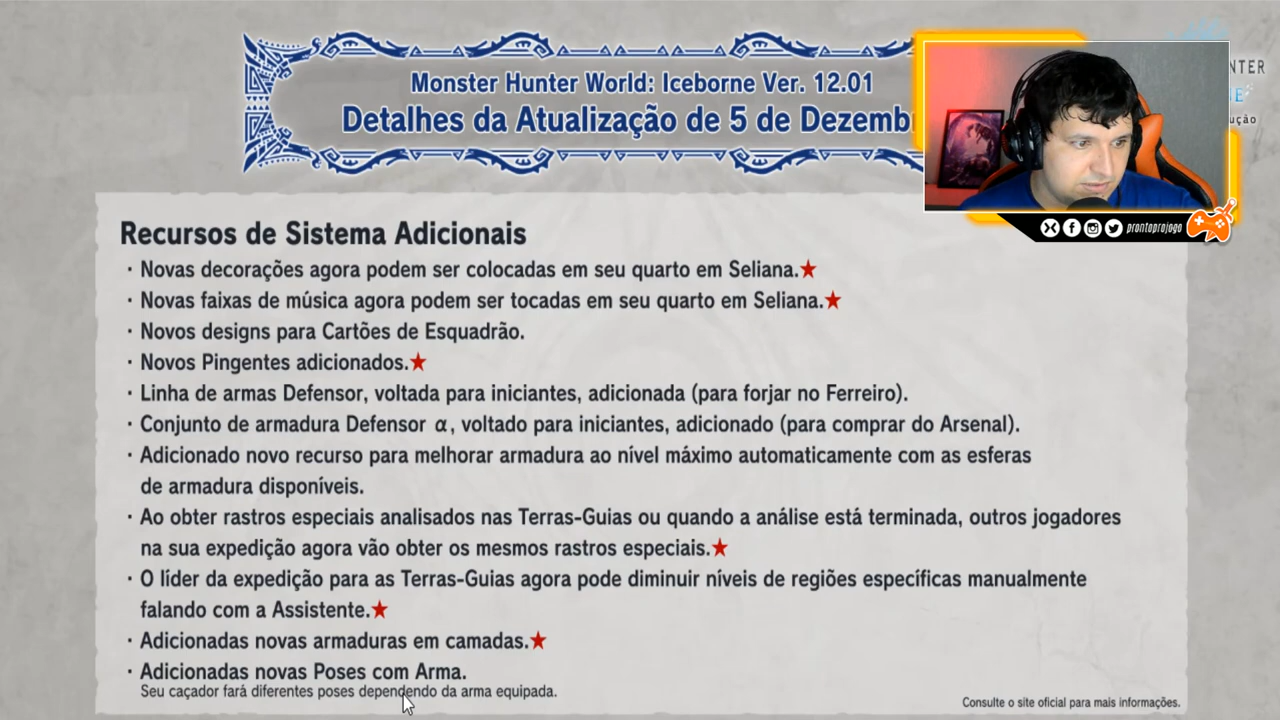 Monster Hunter World: Iceborne Ver. 12.01
Detalhes da Atualização de 5 de Dezemb
NTER
NE
ução
prontoprojogo
Recursos de Sistema Adicionais
· Novas decorações agora podem ser colocadas em seu quarto em Seliana.★
· Novas faixas de música agora podem ser tocadas em seu quarto em Seliana.★
· Novos designs para Cartões de Esquadrão.
· Novos Pingentes adicionados.★
· Linha de armas Defensor, voltada para iniciantes, adicionada (para forjar no Ferreiro).
· Conjunto de armadura Defensor α, voltado para iniciantes, adicionado (para comprar do Arsenal).
· Adicionado novo recurso para melhorar armadura ao nível máximo automaticamente com as esferas
de armadura disponíveis.
· Ao obter rastros especiais analisados nas Terras-Guias ou quando a análise está terminada, outros jogadores
na sua expedição agora vão obter os mesmos rastros especiais.★
· O líder da expedição para as Terras-Guias agora pode diminuir níveis de regiões específicas manualmente
falando com a Assistente.★
· Adicionadas novas armaduras em camadas.★
· Adicionadas novas Poses com Arma.
Seu caçador fará diferentes poses dependendo da arma equipada.
Consulte o site oficial para mais informações.